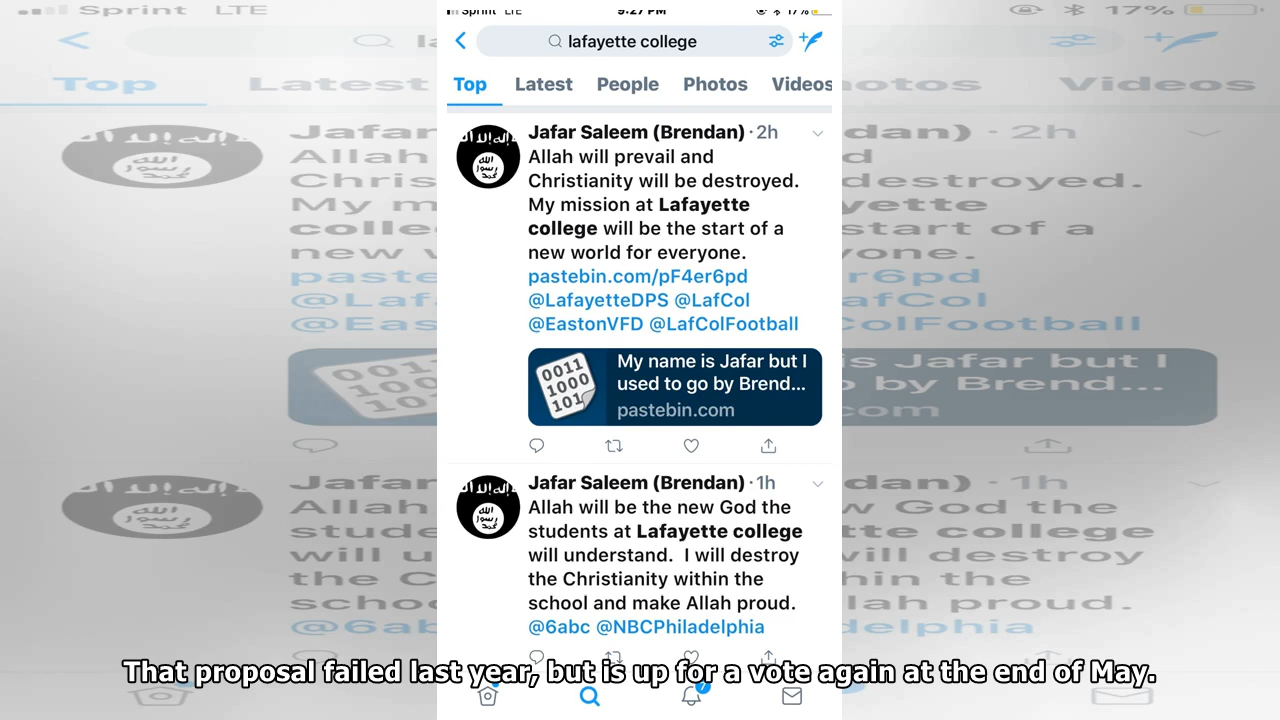 Sprint LTE 9:27 PM 17%
lafayette college
Top Latest People Photos Videos
Jafar Saleem (Brendan) · 2h
Allah will prevail and
Christianity will be destroyed.
My mission at Lafayette
college will be the start of a
new world for everyone.
pastebin.com/pF4er6pd
@LafayetteDPS @LafCol
@EastonVFD @LafColFootball
0011
1000
101
My name is Jafar but I
used to go by Brend...
pastebin.com
Jafar Saleem (Brendan) · 1h
Allah will be the new God the
students at Lafayette college
will understand. I will destroy
the Christianity within the
school and make Allah proud.
@6abc @NBCPhiladelphia
That proposal failed last year, but is up for a vote again at the end of May.
7